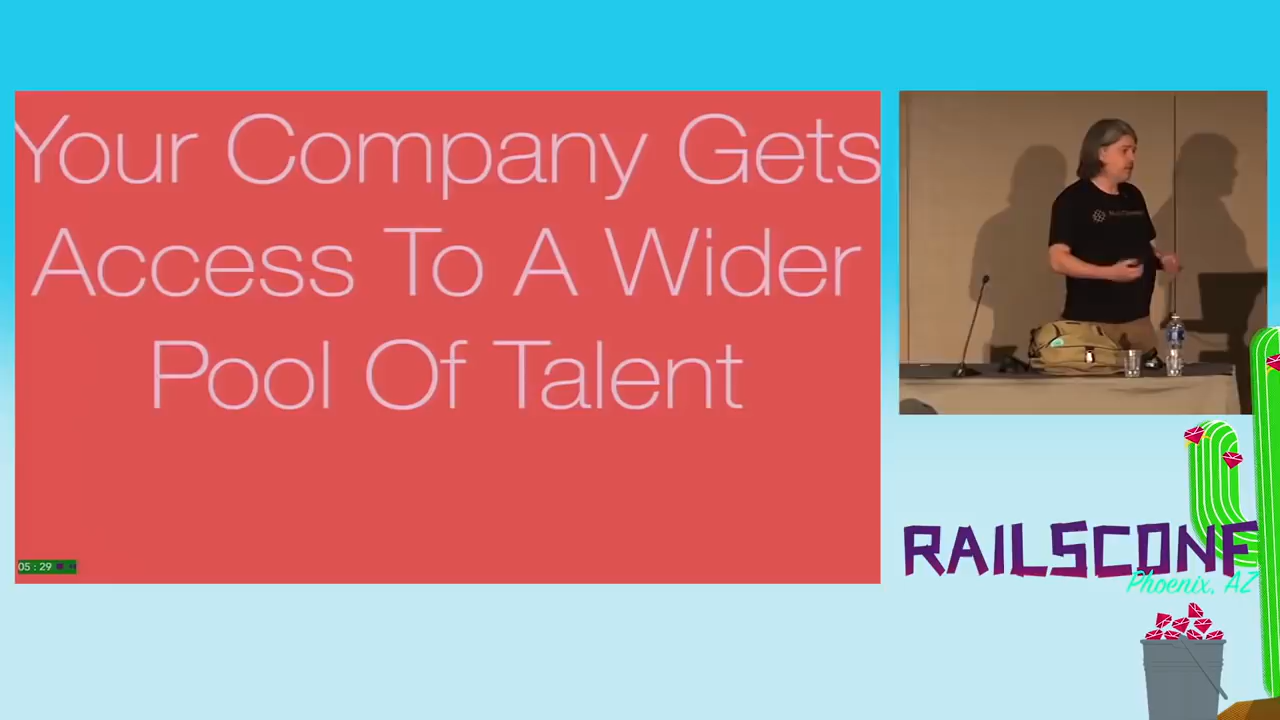 Your Company Gets
Access To A Wider
Pool Of Talent
05 : 29
RAILSCONF
Phoenix, AZ